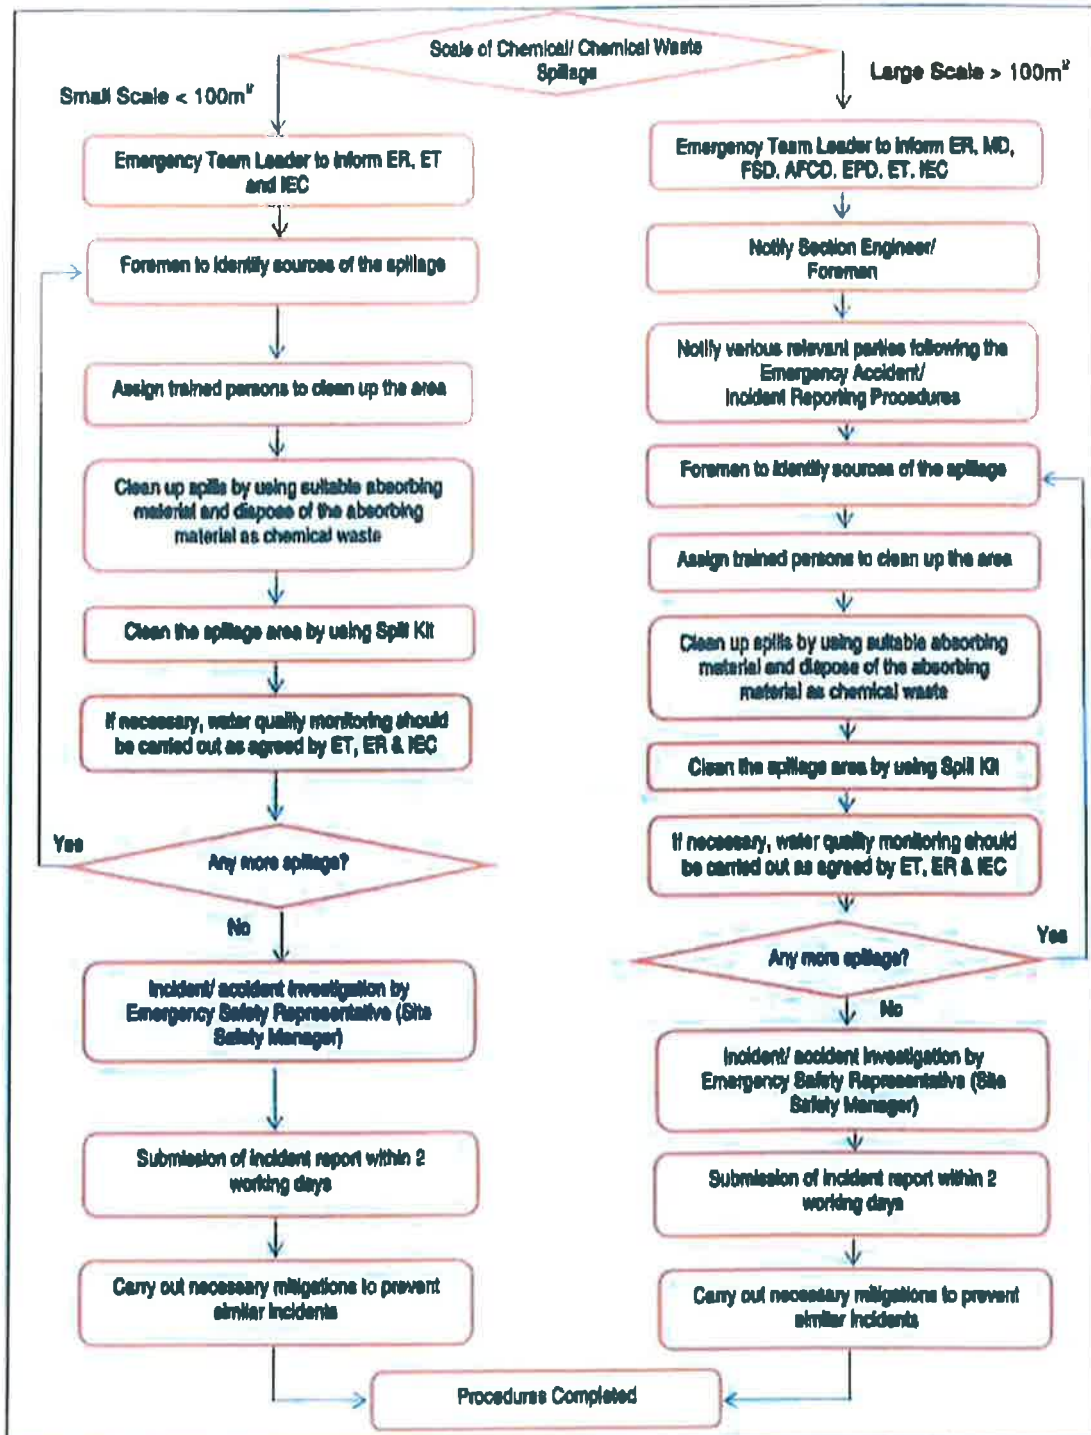 Scale of Chemical/ Chemical Waste
Spillage
Small Scale < 100m²
Large Scale > 100m²
Emergency Team Leader to inform ER, ET
and IEC
Foremen to identify sources of the spillage
Assign trained persons to clean up the area
Clean up spills by using suitable absorbing
material and dispose of the absorbing
material as chemical waste
Clean the spillage area by using Spill Kit
If necessary, water quality monitoring should
be carried out as agreed by ET, ER & IEC
Yes
Any more spillage?
No
Incident/ accident investigation by
Emergency Safety Representative (Site
Safety Manager)
Submission of incident report within 2
working days
Carry out necessary mitigations to prevent
similar incidents
Emergency Team Leader to inform ER, MD,
FSD, AFCD, EPD, ET, IEC
Notify Section Engineer/
Foremen
Notify various relevant parties following the
Emergency Accident/
Incident Reporting Procedures
Foremen to identify sources of the spillage
Assign trained persons to clean up the area
Clean up spills by using suitable absorbing
material and dispose of the absorbing
material as chemical waste
Clean the spillage area by using Spill Kit
If necessary, water quality monitoring should
be carried out as agreed by ET, ER & IEC
Yes
Any more spillage?
No
Incident/ accident investigation by
Emergency Safety Representative (Site
Safety Manager)
Submission of incident report within 2
working days
Carry out necessary mitigations to prevent
similar incidents
Procedures Completed